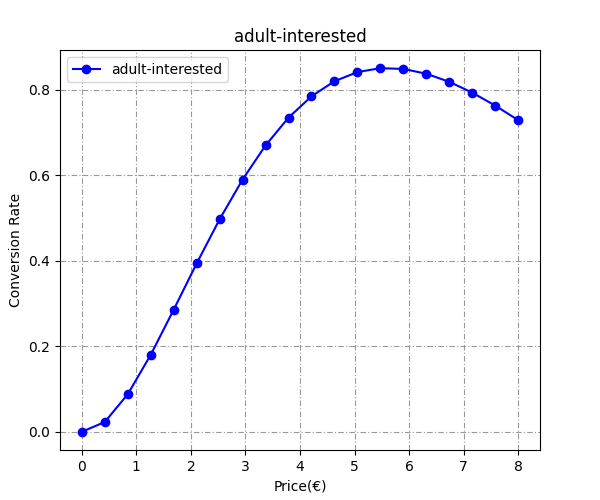 adult-interested
adult-interested
0.8
0.6
0.4
0.2
0.0
Conversion Rate
0 1 2 3 4 5 6 7 8
Price(€)